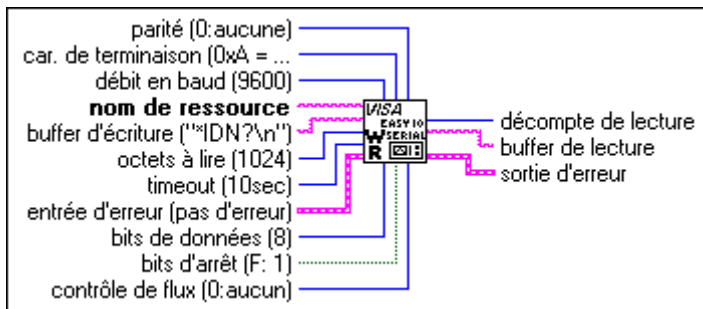 parité (0:aucune)
car. de terminaison (0xA = ...
débit en baud (9600)
nom de ressource
buffer d'écriture ("*IDN?\n")
octets à lire (1024)
timeout (10sec)
entrée d'erreur (pas d'erreur)
bits de données (8)
bits d'arrêt (F: 1)
contrôle de flux (0:aucun)
VISA
EASY IO
W SERIAL
R
décompte de lecture
buffer de lecture
sortie d'erreur